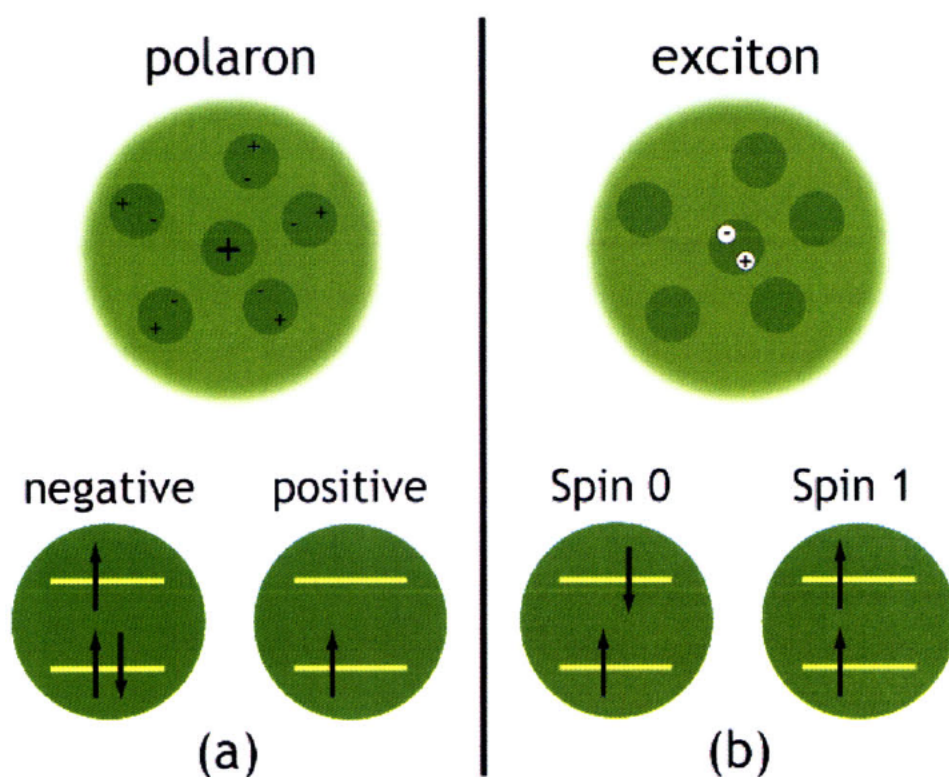 polaron
exciton
+
-
+
-
+
-
+
-
+
-
+
-
+
negative
positive
Spin 0
Spin 1
(a)
(b)